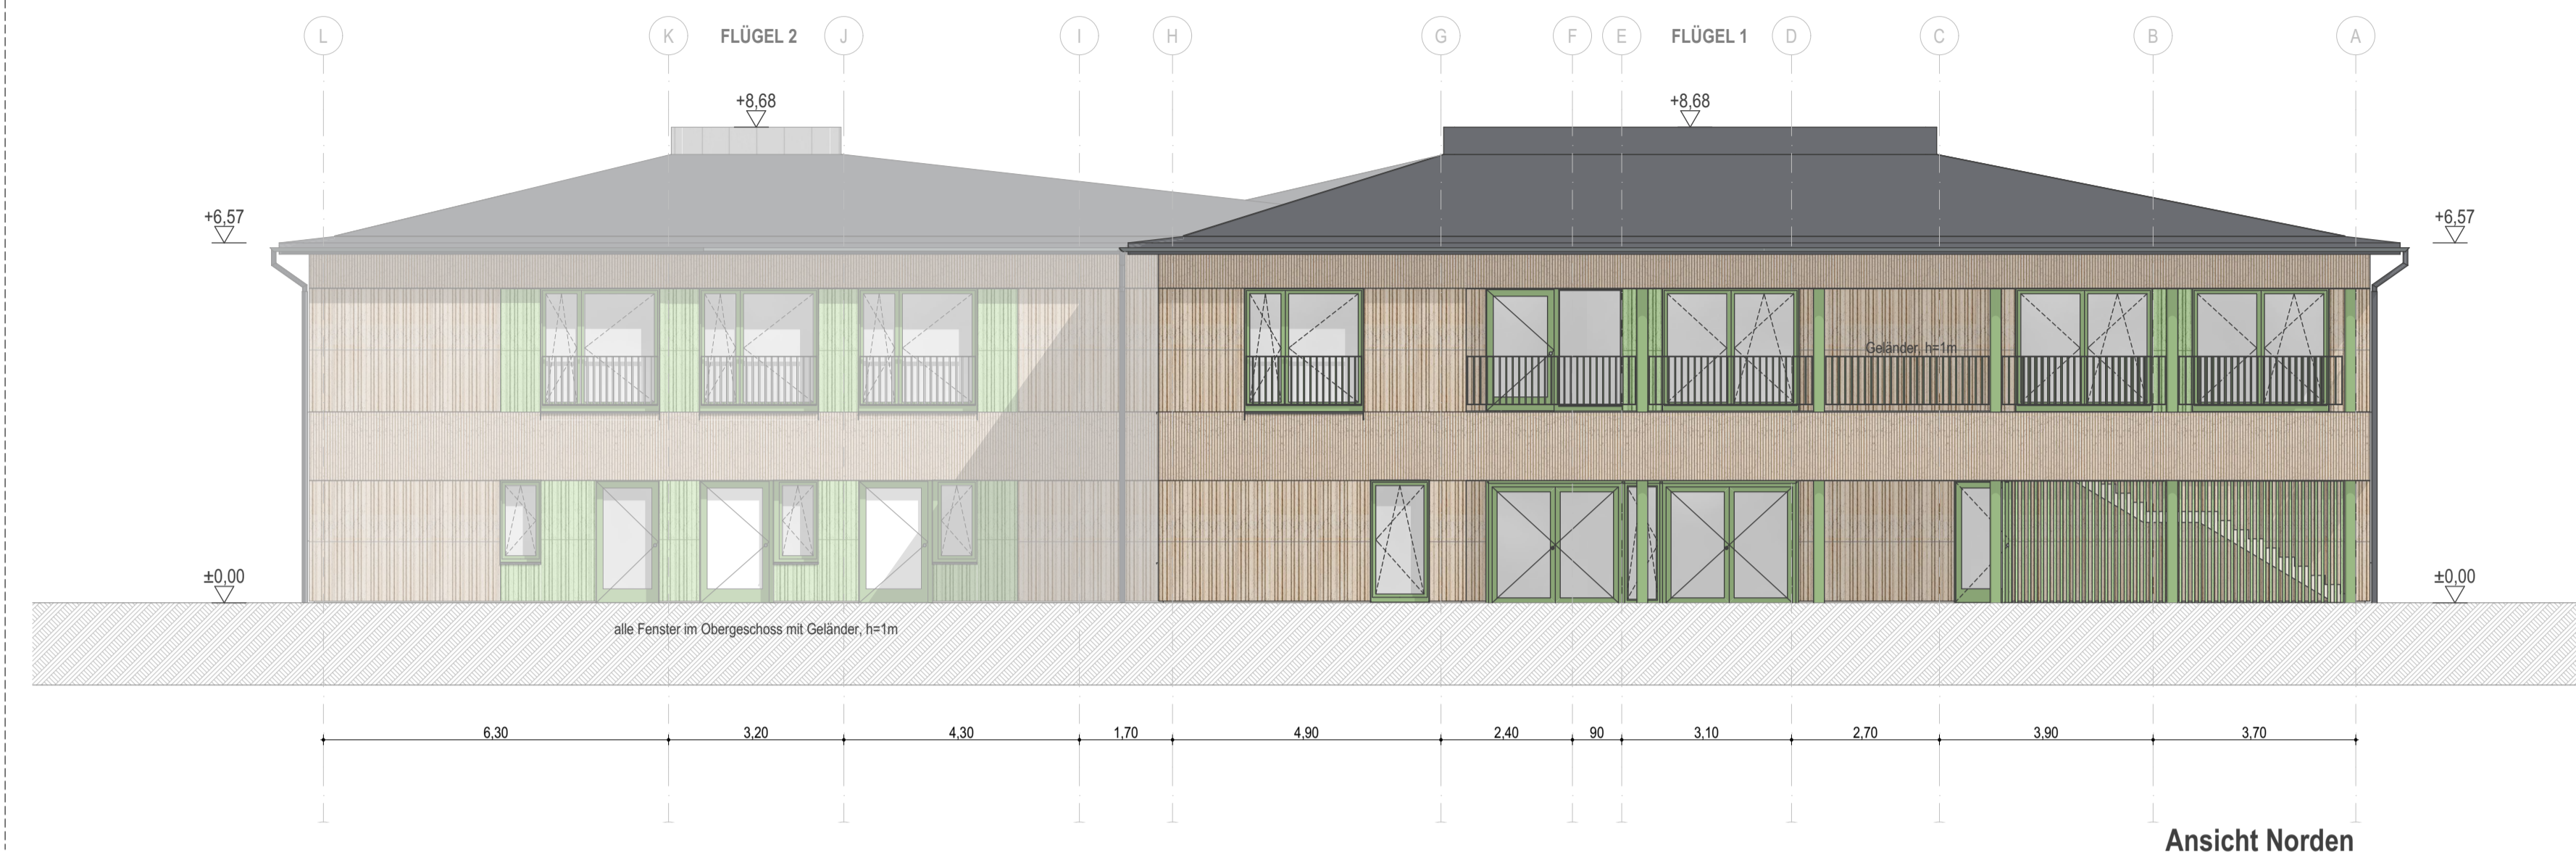 L K FLÜGEL 2 J I H G F E FLÜGEL 1 D C B A
+8,68 +8,68
+6,57 +6,57
Geländer, h=1m
±0,00 ±0,00
alle Fenster im Obergeschoss mit Geländer, h=1m
6,30 3,20 4,30 1,70 4,90 2,40 90 3,10 2,70 3,90 3,70
Ansicht Norden